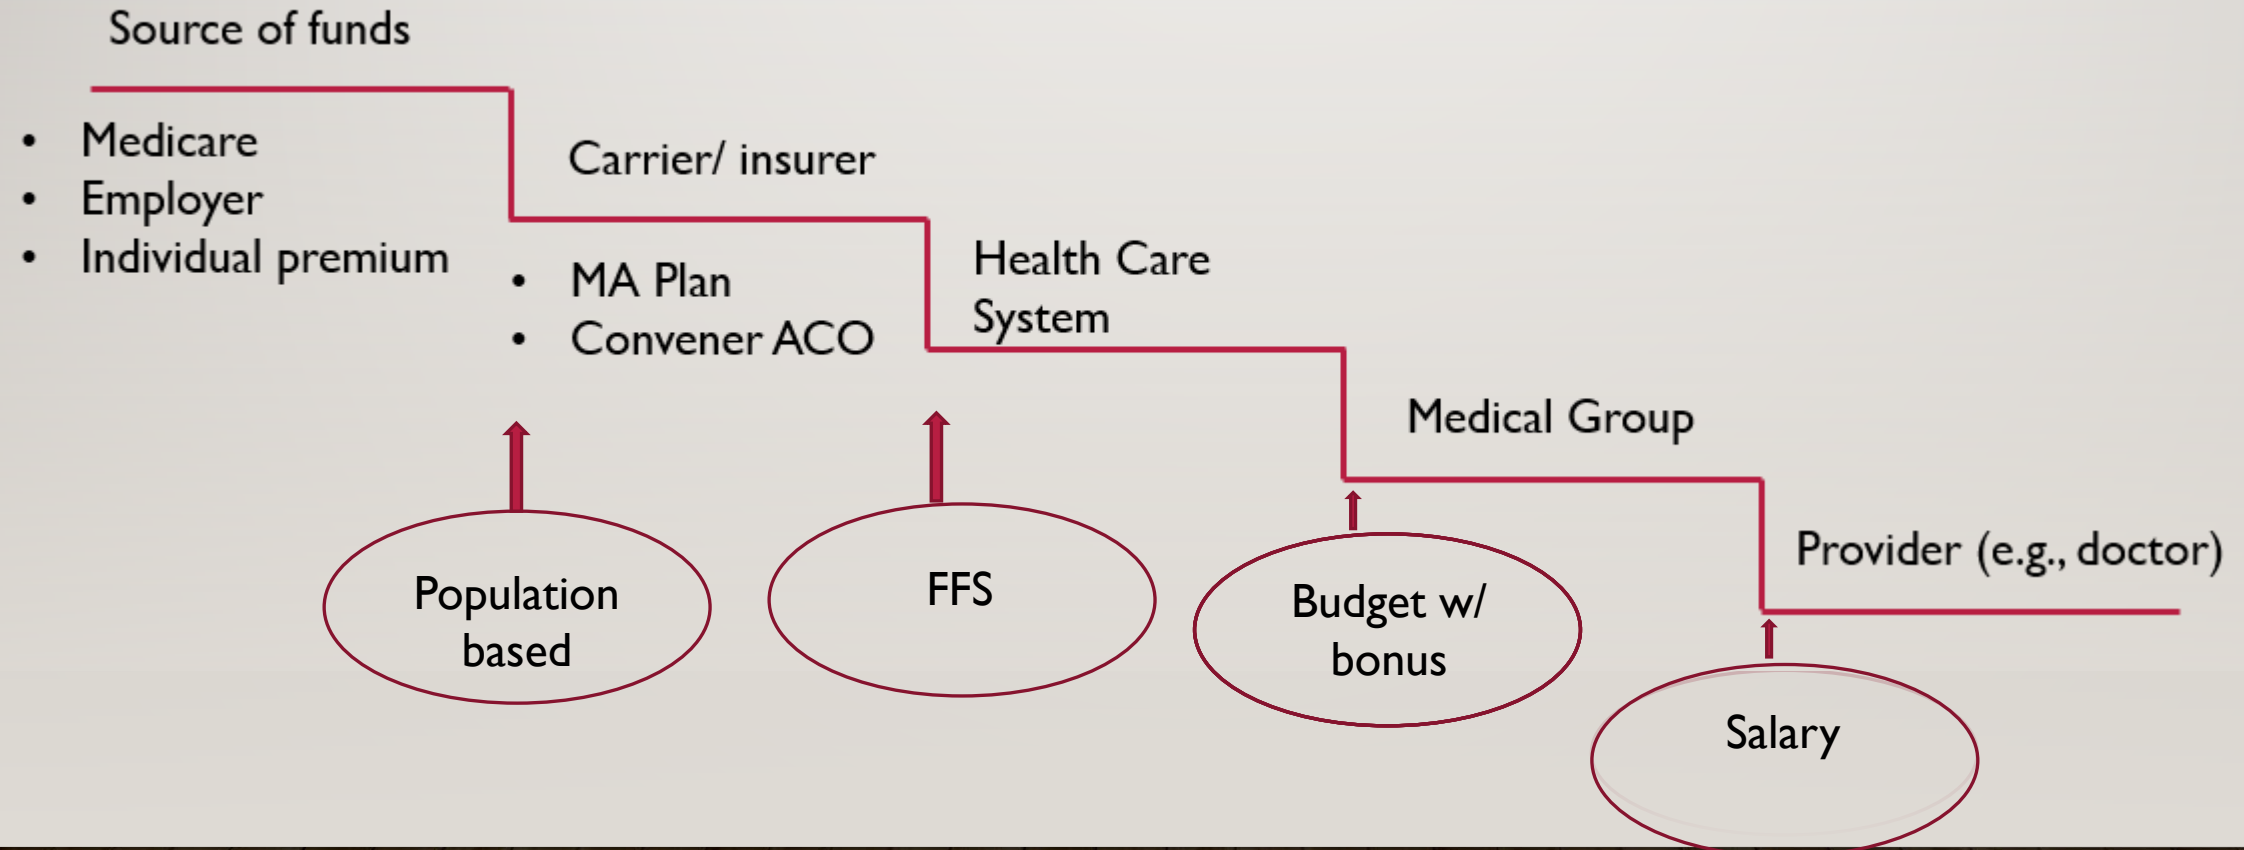 Source of funds
• Medicare
• Employer
• Individual premium
Carrier/ insurer
• MA Plan
• Convener ACO
Health Care
System
Medical Group
Provider (e.g., doctor)
Population
based
FFS
Budget w/
bonus
Salary